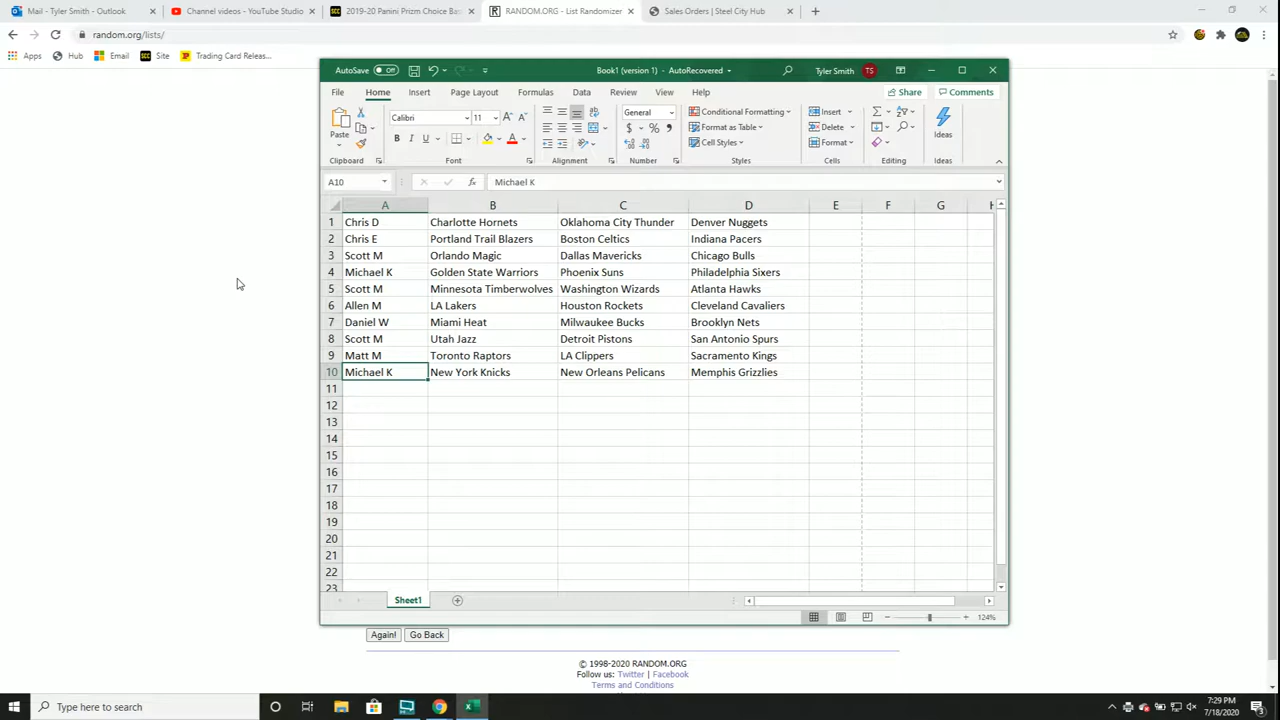 Mail - Tyler Smith - Outlook Channel videos - YouTube Studio 2019-20 Panini Prizm Choice Ba RANDOM.ORG - List Randomizer Sales Orders | Steel City Hub
random.org/lists/
Apps Hub Email Site Trading Card Releas...
AutoSave Off Book1 (version 1) - AutoRecovered Tyler Smith TS
File Home Insert Page Layout Formulas Data Review View Help Share Comments
Paste Calibri 11 General Conditional Formatting Insert Ideas
B I U $ % Format as Table Delete
Cell Styles Format
Clipboard Font Alignment Number Styles Cells Editing Ideas
A10 fx Michael K
A B C D E F G H
1 Chris D Charlotte Hornets Oklahoma City Thunder Denver Nuggets
2 Chris E Portland Trail Blazers Boston Celtics Indiana Pacers
3 Scott M Orlando Magic Dallas Mavericks Chicago Bulls
4 Michael K Golden State Warriors Phoenix Suns Philadelphia Sixers
5 Scott M Minnesota Timberwolves Washington Wizards Atlanta Hawks
6 Allen M LA Lakers Houston Rockets Cleveland Cavaliers
7 Daniel W Miami Heat Milwaukee Bucks Brooklyn Nets
8 Scott M Utah Jazz Detroit Pistons San Antonio Spurs
9 Matt M Toronto Raptors LA Clippers Sacramento Kings
10 Michael K New York Knicks New Orleans Pelicans Memphis Grizzlies
11
12
13
14
15
16
17
18
19
20
21
22
23
Sheet1
124%
Again! Go Back
© 1998-2020 RANDOM.ORG
Follow us: Twitter | Facebook
Terms and Conditions
Type here to search
7:29 PM
7/18/2020